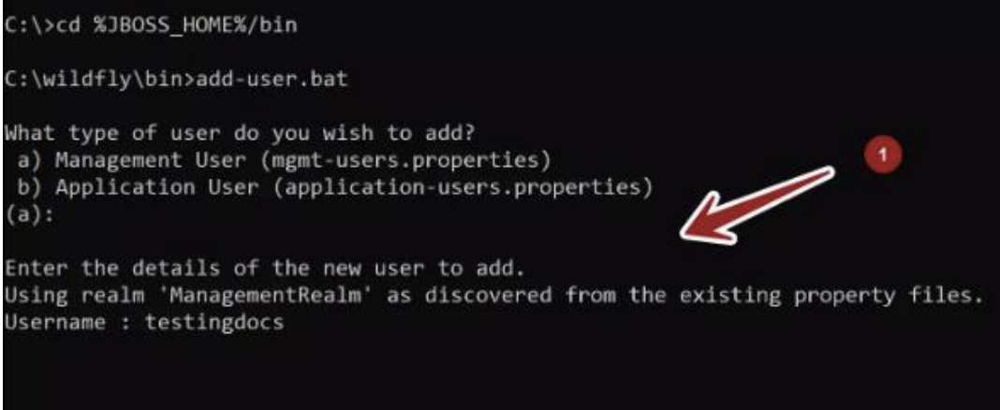 C:\>cd %JBOSS_HOME%/bin
C:\wildfly\bin>add-user.bat
What type of user do you wish to add?
a) Management User (mgmt-users.properties)
b) Application User (application-users.properties)
(a):
1
Enter the details of the new user to add.
Using realm 'ManagementRealm' as discovered from the existing property files.
Username : testingdocs